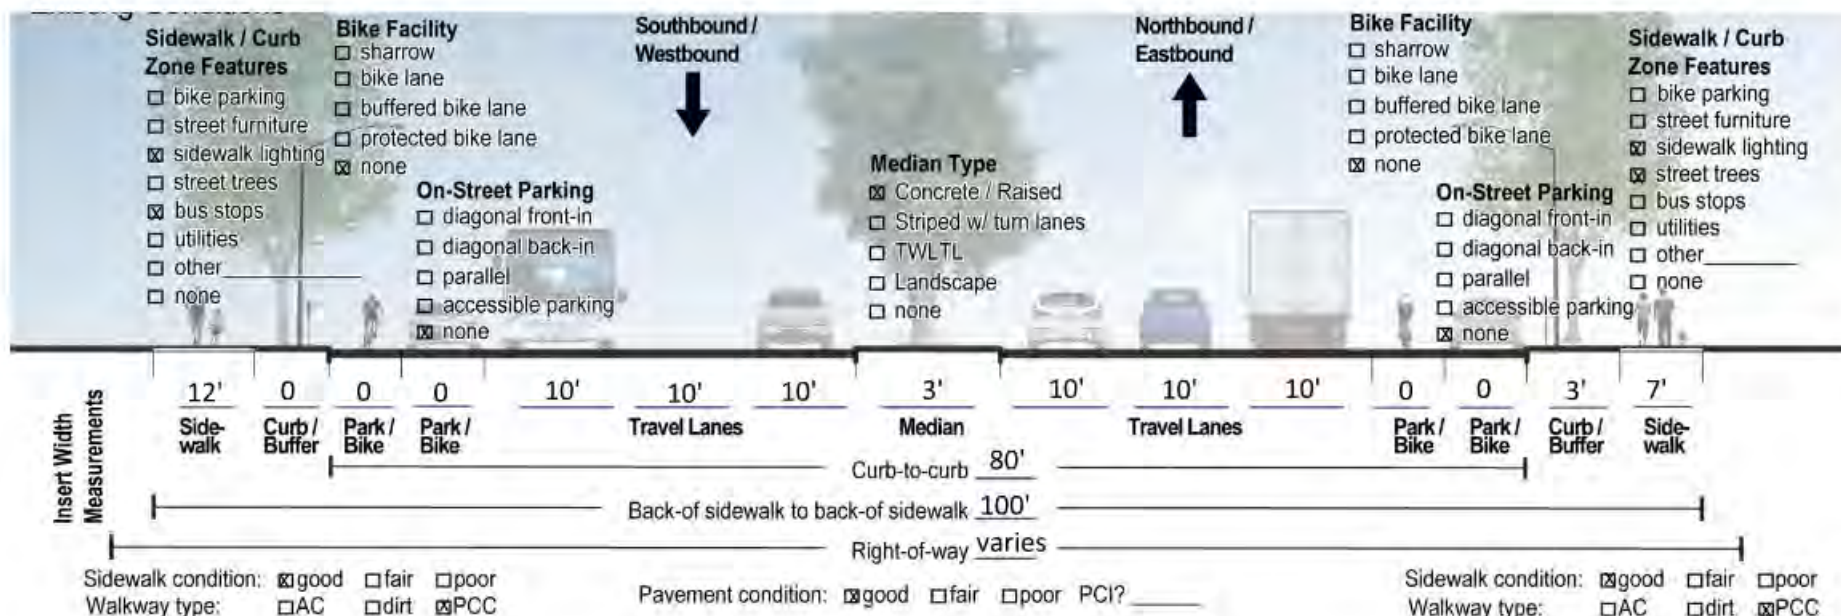 Existing Conditions
Sidewalk / Curb
Zone Features
☐ bike parking
☐ street furniture
☒ sidewalk lighting
☐ street trees
☒ bus stops
☐ utilities
☐ other____________
☐ none
Bike Facility
☐ sharrow
☐ bike lane
☐ buffered bike lane
☐ protected bike lane
☒ none
On-Street Parking
☐ diagonal front-in
☐ diagonal back-in
☐ parallel
☐ accessible parking
☒ none
Southbound /
Westbound
Median Type
☒ Concrete / Raised
☐ Striped w/ turn lanes
☐ TWLTL
☐ Landscape
☐ none
Northbound /
Eastbound
Bike Facility
☐ sharrow
☐ bike lane
☐ buffered bike lane
☐ protected bike lane
☒ none
On-Street Parking
☐ diagonal front-in
☐ diagonal back-in
☐ parallel
☐ accessible parking
☒ none
Sidewalk / Curb
Zone Features
☐ bike parking
☐ street furniture
☒ sidewalk lighting
☒ street trees
☐ bus stops
☐ utilities
☐ other________
☐ none
Insert Width
Measurements
12' 0 0 0 10' 10' 10' 3' 10' 10' 10' 0 0 3' 7'
Side- Curb / Park / Park / Travel Lanes Median Travel Lanes Park / Park / Curb / Side-
walk Buffer Bike Bike Bike Bike Buffer walk
Curb-to-curb 80'
Back-of sidewalk to back-of sidewalk 100'
Right-of-way varies
Sidewalk condition: ☒good ☐fair ☐poor
Walkway type: ☐AC ☐dirt ☒PCC
Pavement condition: ☒good ☐fair ☐poor PCI? ____
Sidewalk condition: ☒good ☐fair ☐poor
Walkway type: ☐AC ☐dirt ☒PCC